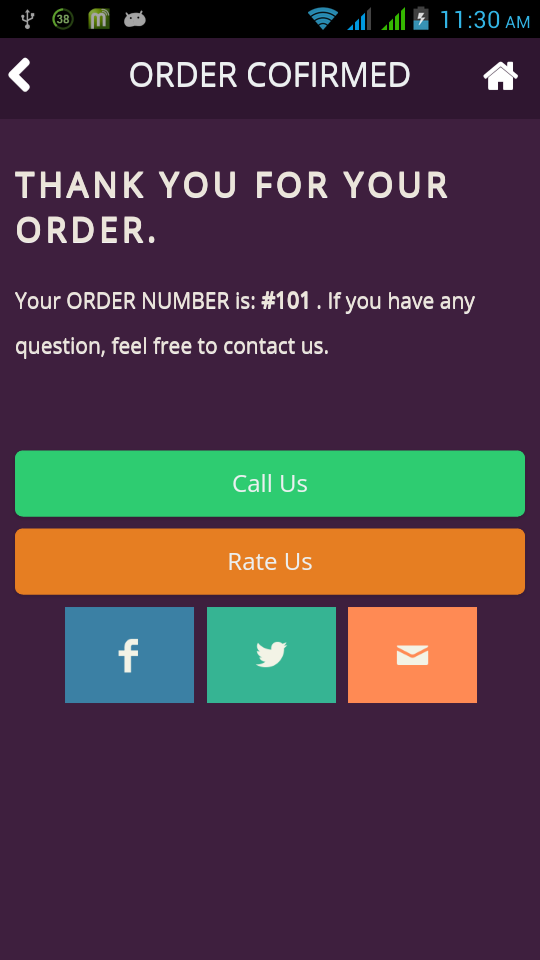 38
11:30 AM
ORDER COFIRMED
THANK YOU FOR YOUR
ORDER.
Your ORDER NUMBER is: #101 . If you have any
question, feel free to contact us.
Call Us
Rate Us